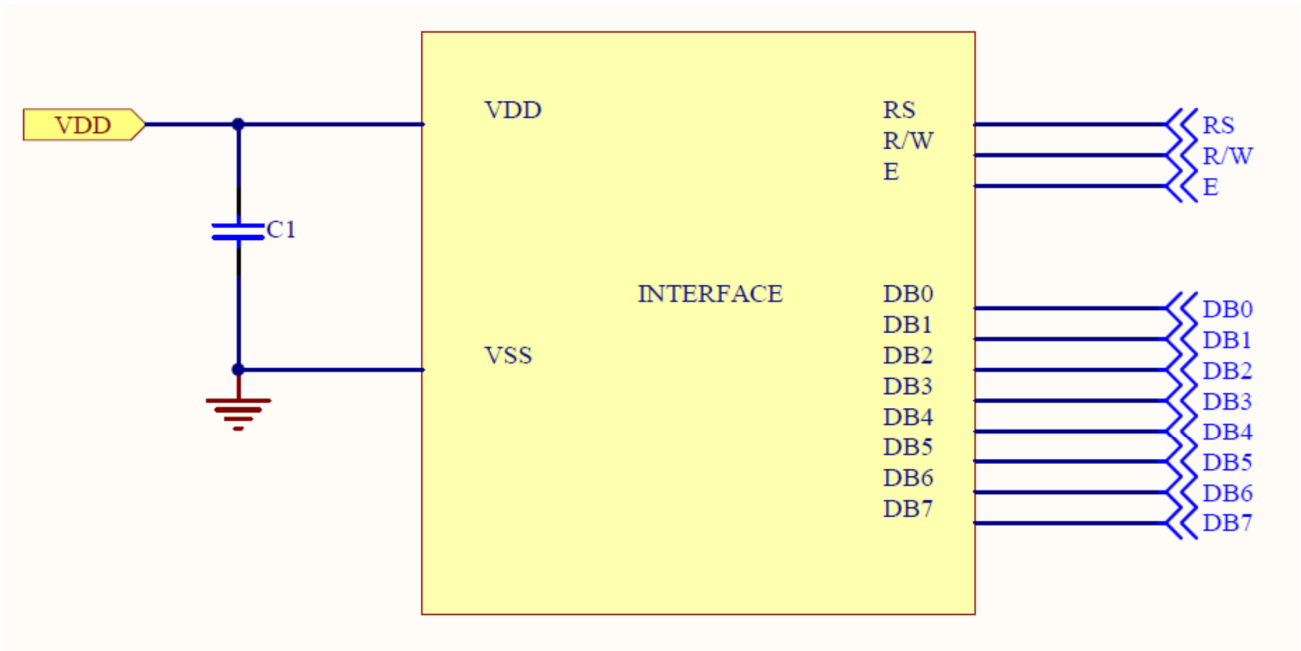 VDD
C1
VDD
VSS
INTERFACE
RS
R/W
E
DB0
DB1
DB2
DB3
DB4
DB5
DB6
DB7
RS
R/W
E
DB0
DB1
DB2
DB3
DB4
DB5
DB6
DB7